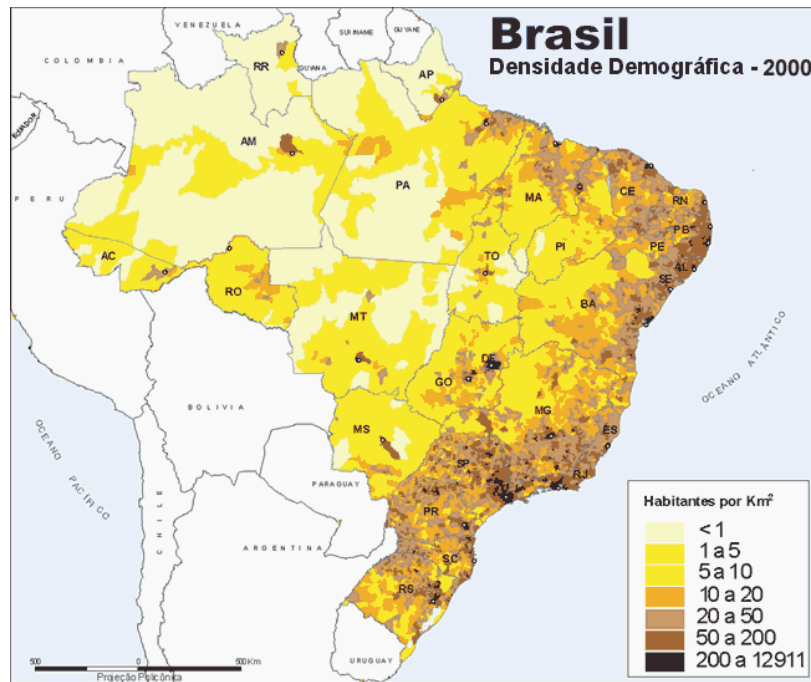 Brasil
Densidade Demográfica - 2000
VENEZUELA
SURINAME
GUYANE
COLOMBIA
GUYANA
EQUADOR
RR
AP
AM
PA
MA
CE
RN
PB
PE
AL
SE
PI
TO
PERU
AC
RO
MT
BA
DF
GO
MG
ES
MS
SP
RJ
PR
SC
RS
BOLIVIA
PARAGUAY
CHILE
ARGENTINA
URUGUAY
OCEANO PACÍFICO
OCEANO ATLÂNTICO
Habitantes por Km²
< 1
1 a 5
5 a 10
10 a 20
20 a 50
50 a 200
200 a 12911
500 0 500 Km
Projeção Policônica